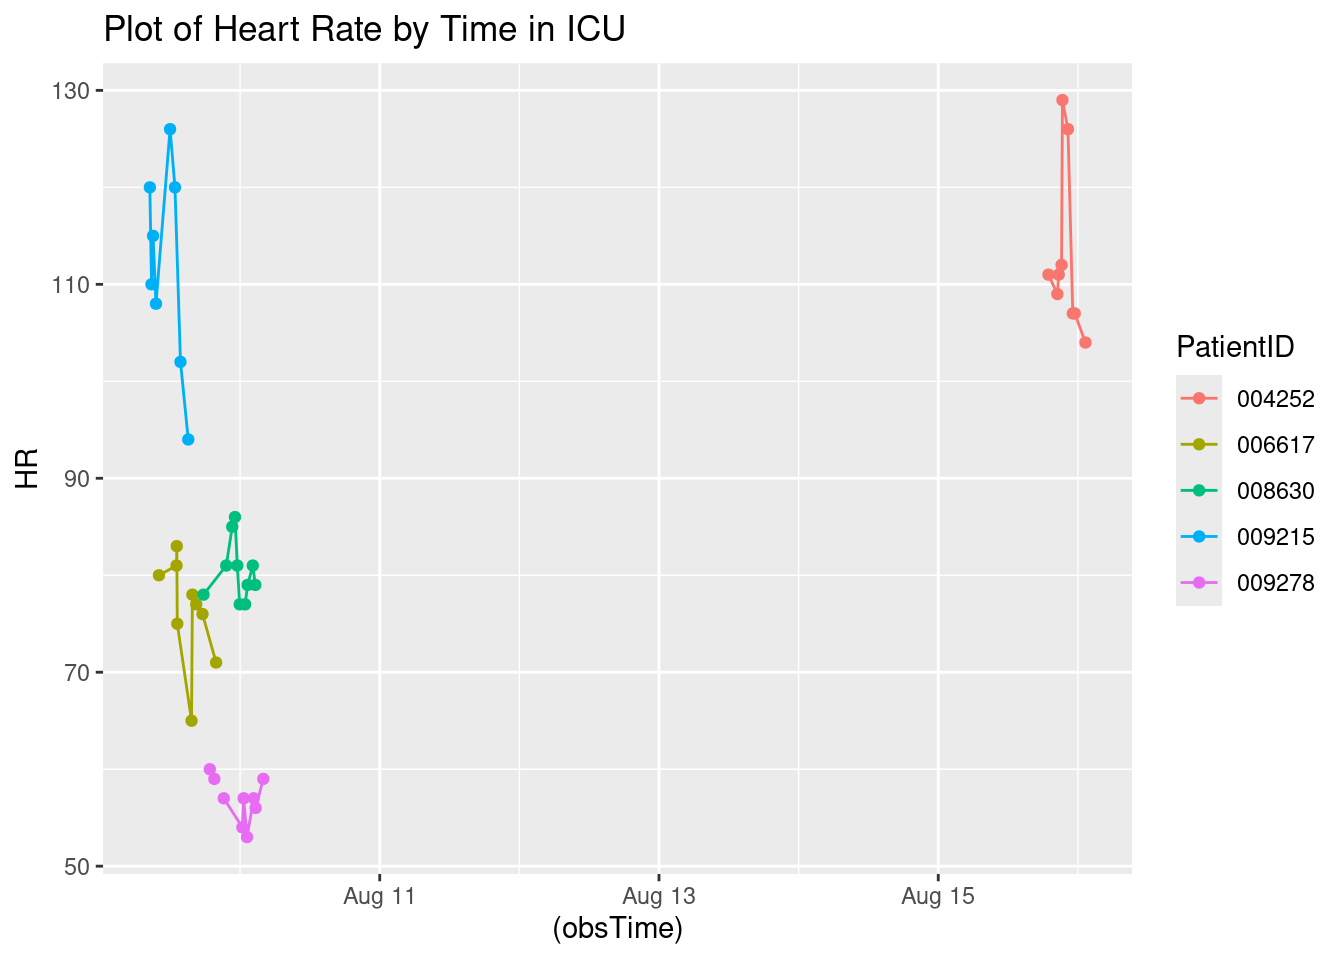 Plot of Heart Rate by Time in ICU
130
110
90
70
50
HR
Aug 11
Aug 13
Aug 15
(obsTime)
PatientID
004252
006617
008630
009215
009278